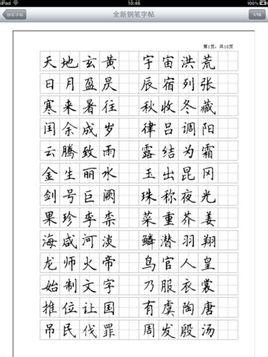 iPod
10:46
全新钢笔字帖
第1页，共10页
天地玄黄 宇宙洪荒
日月盈昃 辰宿列张
寒来暑往 秋收冬藏
闰余成岁 律吕调阳
云腾致雨 露结为霜
金生丽水 玉出昆冈
剑号巨阙 珠称夜光
果珍李柰 菜重芥姜
海咸河淡 鳞潜羽翔
龙师火帝 鸟官人皇
始制文字 乃服衣裳
推位让国 有虞陶唐
吊民伐罪 周发殷汤